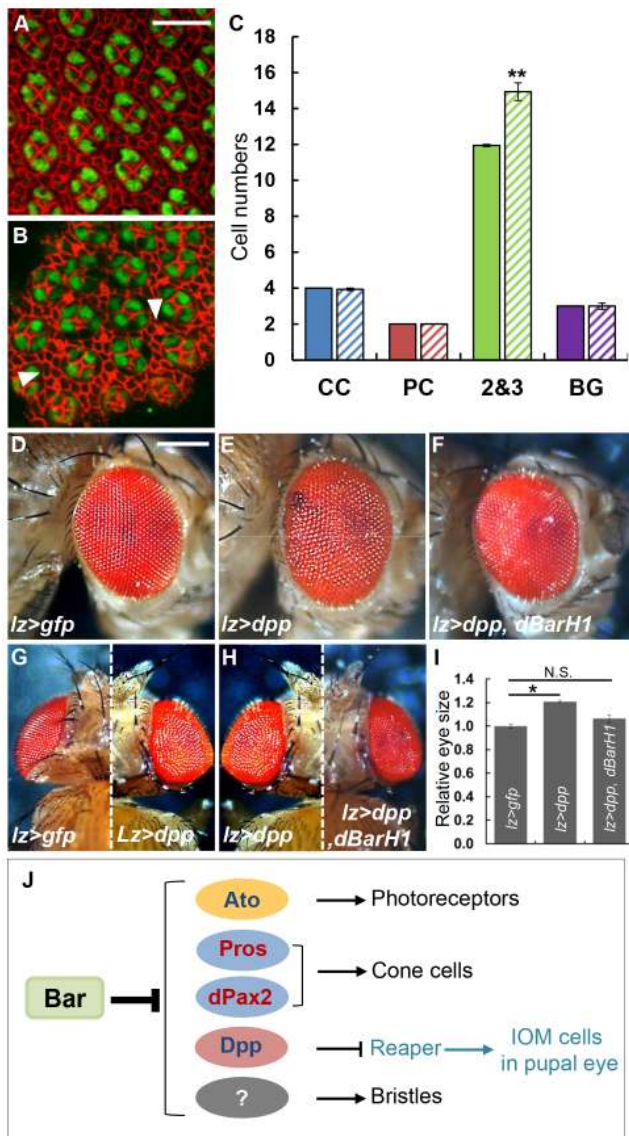 A
B
C
Cell numbers
18
16
14
12
10
8
6
4
2
0
**
CC PC 2&3 BG
D
lz>gfp
E
lz>dpp
F
lz>dpp, dBarH1
G
lz>gfp
Lz>dpp
H
lz>dpp
lz>dpp
,dBarH1
I
Relative eye size
1.4
1.2
1.0
0.8
0.6
0.4
0.2
0.0
N.S.
*
lz>gfp
lz>dpp
lz>dpp, dBarH1
J
Bar
Ato
Photoreceptors
Pros
dPax2
Cone cells
Dpp
Reaper
IOM cells
in pupal eye
?
Bristles